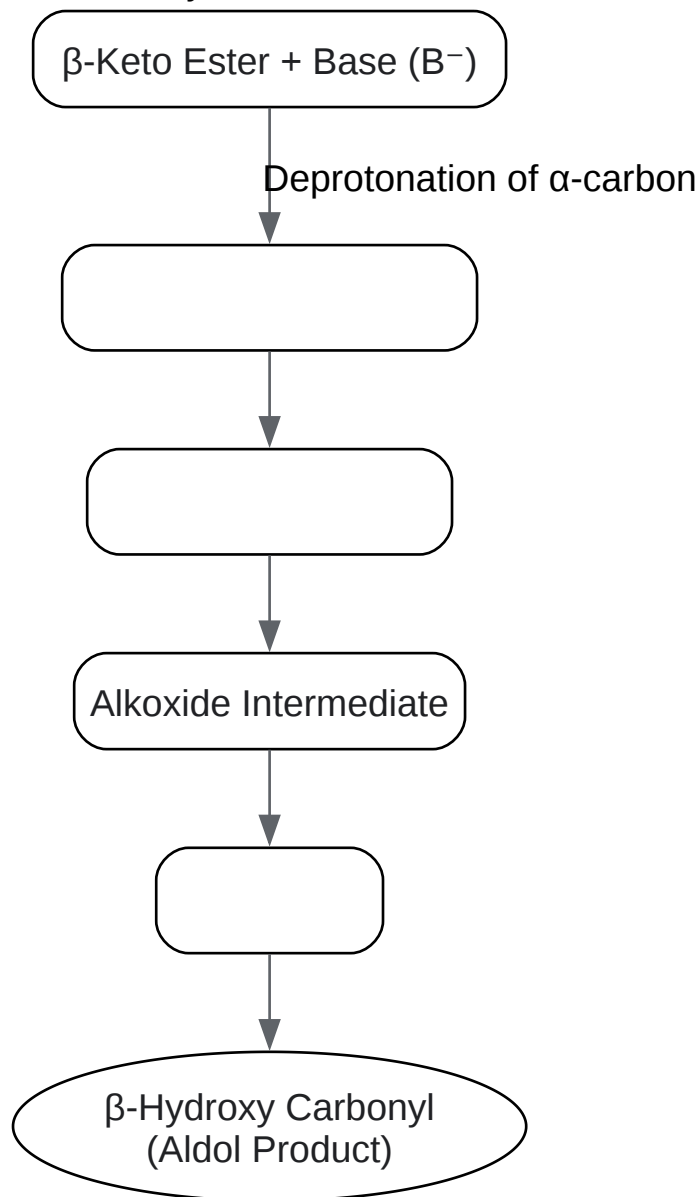 β-Keto Ester + Base (B⁻)
Deprotonation of α-carbon
Alkoxide Intermediate
β-Hydroxy Carbonyl
(Aldol Product)